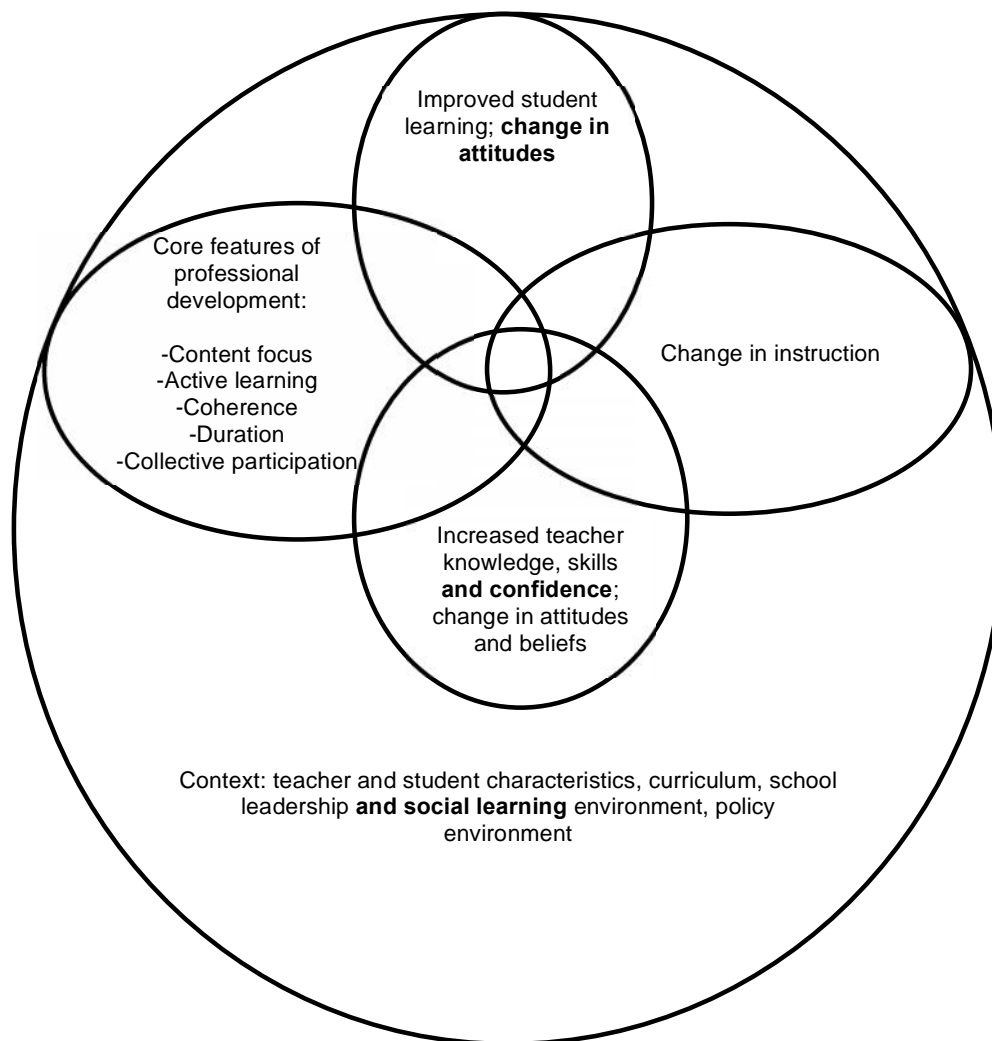 Improved student
learning; change in
attitudes
Core features of
professional
development:
-Content focus
-Active learning
-Coherence
-Duration
-Collective participation
Change in instruction
Increased teacher
knowledge, skills
and confidence;
change in attitudes
and beliefs
Context: teacher and student characteristics, curriculum, school
leadership and social learning environment, policy
environment